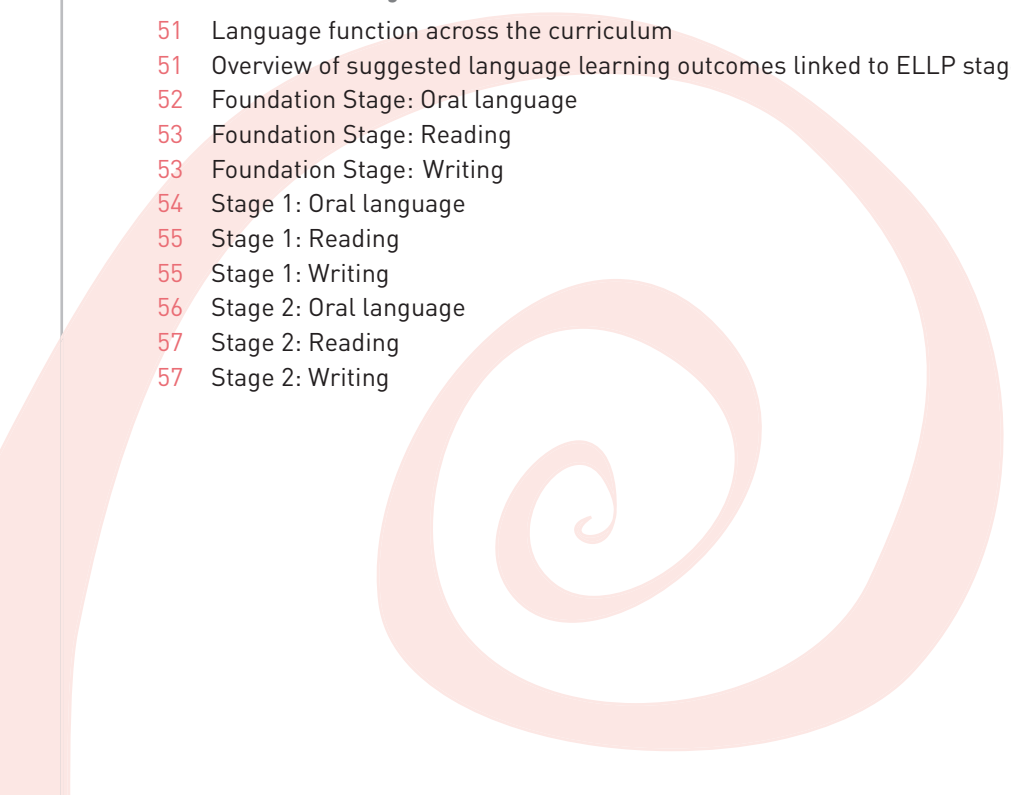 51 Language function across the curriculum
51 Overview of suggested language learning outcomes linked to ELLP stag
52 Foundation Stage: Oral language
53 Foundation Stage: Reading
53 Foundation Stage: Writing
54 Stage 1: Oral language
55 Stage 1: Reading
55 Stage 1: Writing
56 Stage 2: Oral language
57 Stage 2: Reading
57 Stage 2: Writing